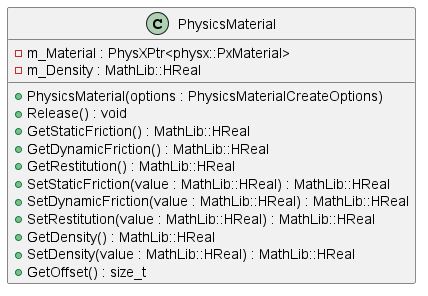 C PhysicsMaterial
m_Material : PhysXPtr<physx::PxMaterial>
m_Density : MathLib::HReal
PhysicsMaterial(options : PhysicsMaterialCreateOptions)
Release() : void
GetStaticFriction() : MathLib::HReal
GetDynamicFriction() : MathLib::HReal
GetRestitution() : MathLib::HReal
SetStaticFriction(value : MathLib::HReal) : MathLib::HReal
SetDynamicFriction(value : MathLib::HReal) : MathLib::HReal
SetRestitution(value : MathLib::HReal) : MathLib::HReal
GetDensity() : MathLib::HReal
SetDensity(value : MathLib::HReal) : MathLib::HReal
GetOffset() : size_t